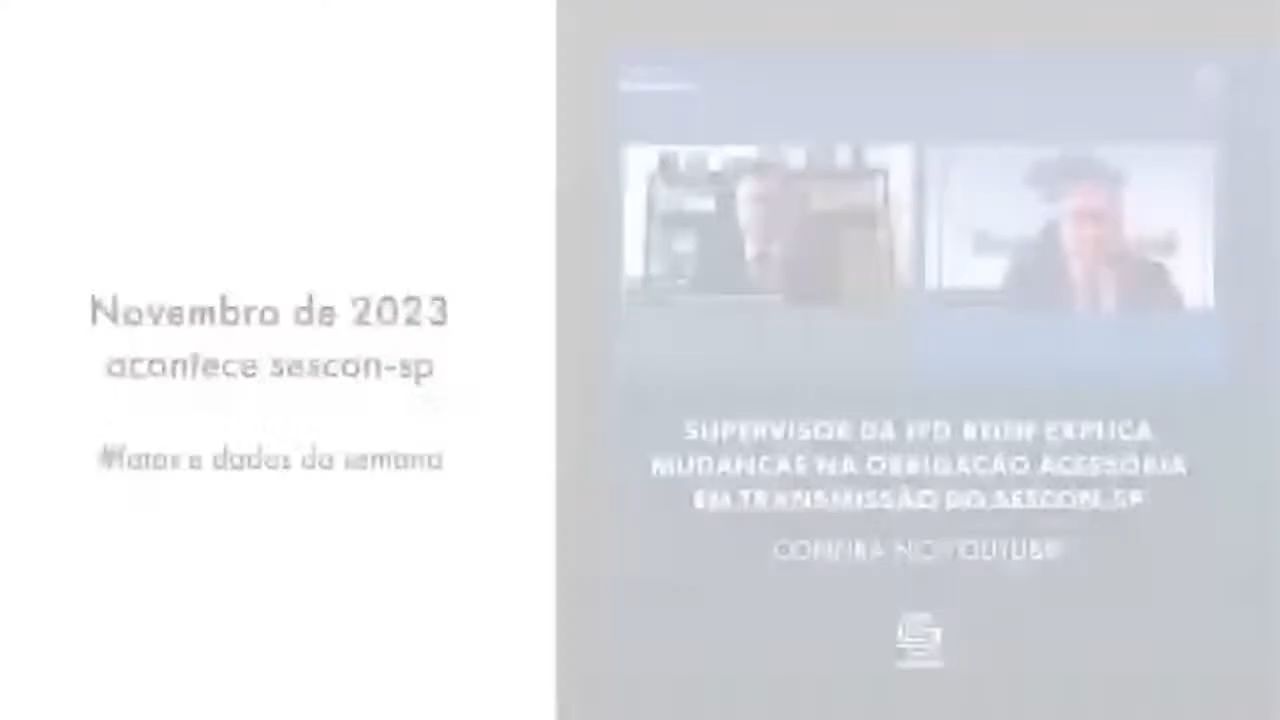 Novembro de 2023
acontece sescon-sp
#fatos e dados da semana
SUPERVISOR DA EFD REINF EXPLICA
MUDANÇAS NA OBRIGAÇÃO ACESSÓRIA
EM TRANSMISSÃO DO SESCON-SP
CONFIRA NO YOUTUBE